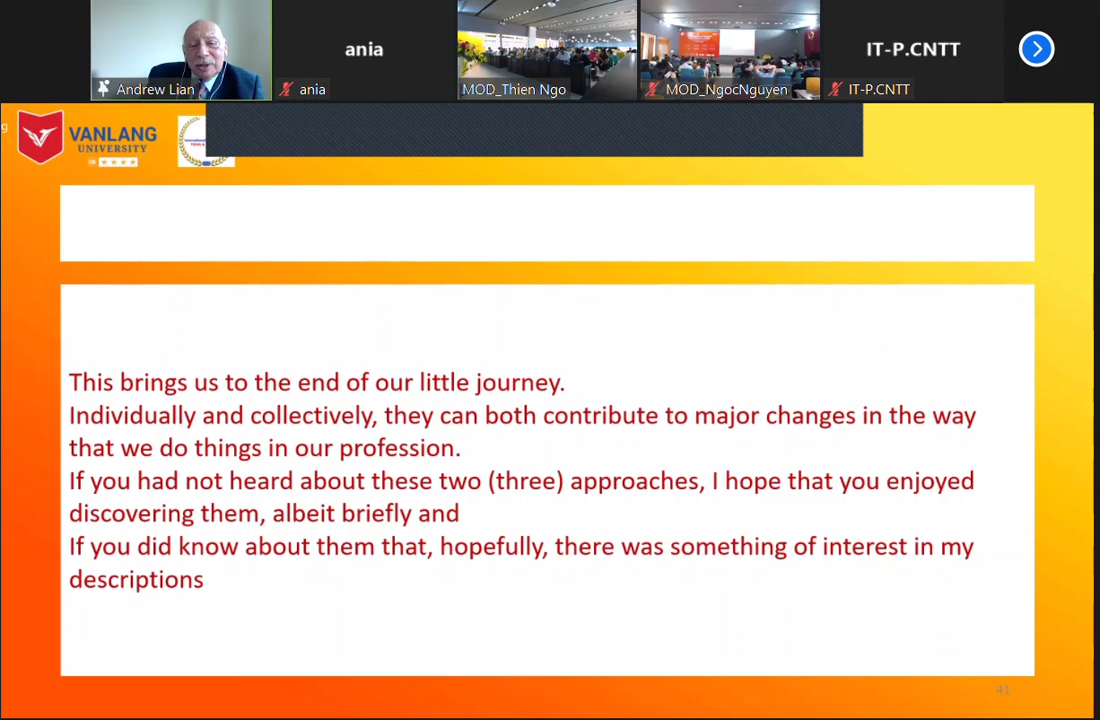 ania
IT-P.CNTT
Andrew Lian
ania
MOD_Thien Ngo
MOD_NgocNguyen
IT-P.CNTT
g
VANLANG
UNIVERSITY
This brings us to the end of our little journey.
Individually and collectively, they can both contribute to major changes in the way
that we do things in our profession.
If you had not heard about these two (three) approaches, I hope that you enjoyed
discovering them, albeit briefly and
If you did know about them that, hopefully, there was something of interest in my
descriptions
41